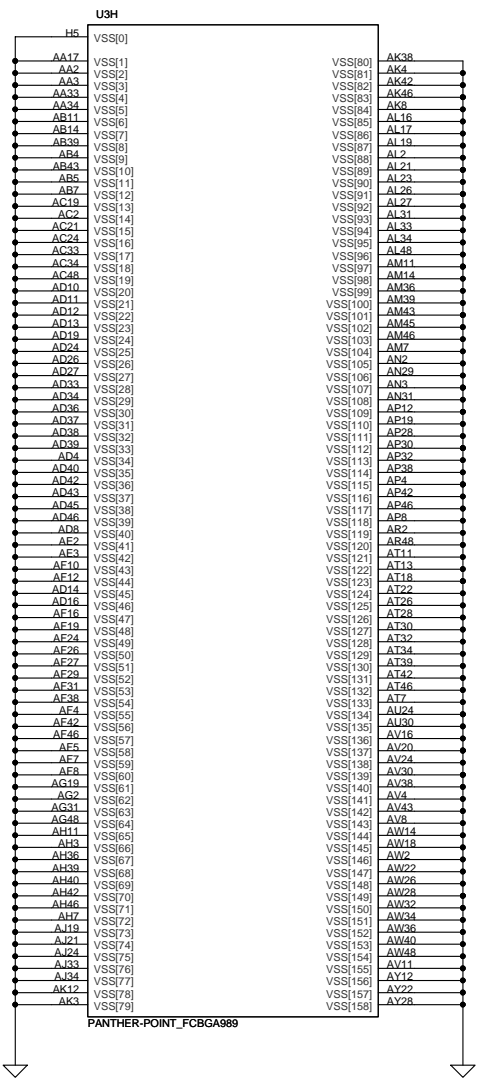 U3H
H5 VSS[0]
AA17 VSS[1] VSS[80] AK38
AA2 VSS[2] VSS[81] AK4
AA3 VSS[3] VSS[82] AK42
AA33 VSS[4] VSS[83] AK46
AA34 VSS[5] VSS[84] AK8
AB11 VSS[6] VSS[85] AL16
AB14 VSS[7] VSS[86] AL17
AB39 VSS[8] VSS[87] AL19
AB4 VSS[9] VSS[88] AL2
AB43 VSS[10] VSS[89] AL21
AB5 VSS[11] VSS[90] AL23
AB7 VSS[12] VSS[91] AL26
AC19 VSS[13] VSS[92] AL27
AC2 VSS[14] VSS[93] AL31
AC21 VSS[15] VSS[94] AL33
AC24 VSS[16] VSS[95] AL34
AC33 VSS[17] VSS[96] AL48
AC34 VSS[18] VSS[97] AM11
AC48 VSS[19] VSS[98] AM14
AD10 VSS[20] VSS[99] AM36
AD11 VSS[21] VSS[100] AM39
AD12 VSS[22] VSS[101] AM43
AD13 VSS[23] VSS[102] AM45
AD19 VSS[24] VSS[103] AM46
AD24 VSS[25] VSS[104] AM7
AD26 VSS[26] VSS[105] AN2
AD27 VSS[27] VSS[106] AN29
AD33 VSS[28] VSS[107] AN3
AD34 VSS[29] VSS[108] AN31
AD36 VSS[30] VSS[109] AP12
AD37 VSS[31] VSS[110] AP19
AD38 VSS[32] VSS[111] AP28
AD39 VSS[33] VSS[112] AP30
AD4 VSS[34] VSS[113] AP32
AD40 VSS[35] VSS[114] AP38
AD42 VSS[36] VSS[115] AP4
AD43 VSS[37] VSS[116] AP42
AD45 VSS[38] VSS[117] AP46
AD46 VSS[39] VSS[118] AP8
AD8 VSS[40] VSS[119] AR2
AE2 VSS[41] VSS[120] AR48
AE3 VSS[42] VSS[121] AT11
AF10 VSS[43] VSS[122] AT13
AF12 VSS[44] VSS[123] AT18
AD14 VSS[45] VSS[124] AT22
AD16 VSS[46] VSS[125] AT26
AF16 VSS[47] VSS[126] AT28
AF19 VSS[48] VSS[127] AT30
AF24 VSS[49] VSS[128] AT32
AF26 VSS[50] VSS[129] AT34
AF27 VSS[51] VSS[130] AT39
AF29 VSS[52] VSS[131] AT42
AF31 VSS[53] VSS[132] AT46
AF38 VSS[54] VSS[133] AT7
AF4 VSS[55] VSS[134] AU24
AF42 VSS[56] VSS[135] AU30
AF46 VSS[57] VSS[136] AV16
AF5 VSS[58] VSS[137] AV20
AF7 VSS[59] VSS[138] AV24
AF8 VSS[60] VSS[139] AV30
AG19 VSS[61] VSS[140] AV38
AG2 VSS[62] VSS[141] AV4
AG31 VSS[63] VSS[142] AV43
AG48 VSS[64] VSS[143] AV8
AH11 VSS[65] VSS[144] AW14
AH3 VSS[66] VSS[145] AW18
AH36 VSS[67] VSS[146] AW2
AH39 VSS[68] VSS[147] AW22
AH40 VSS[69] VSS[148] AW26
AH42 VSS[70] VSS[149] AW28
AH46 VSS[71] VSS[150] AW32
AH7 VSS[72] VSS[151] AW34
AJ19 VSS[73] VSS[152] AW36
AJ21 VSS[74] VSS[153] AW40
AJ24 VSS[75] VSS[154] AW48
AJ33 VSS[76] VSS[155] AV11
AJ34 VSS[77] VSS[156] AY12
AK12 VSS[78] VSS[157] AY22
AK3 VSS[79] VSS[158] AY28
PANTHER-POINT_FCBGA989